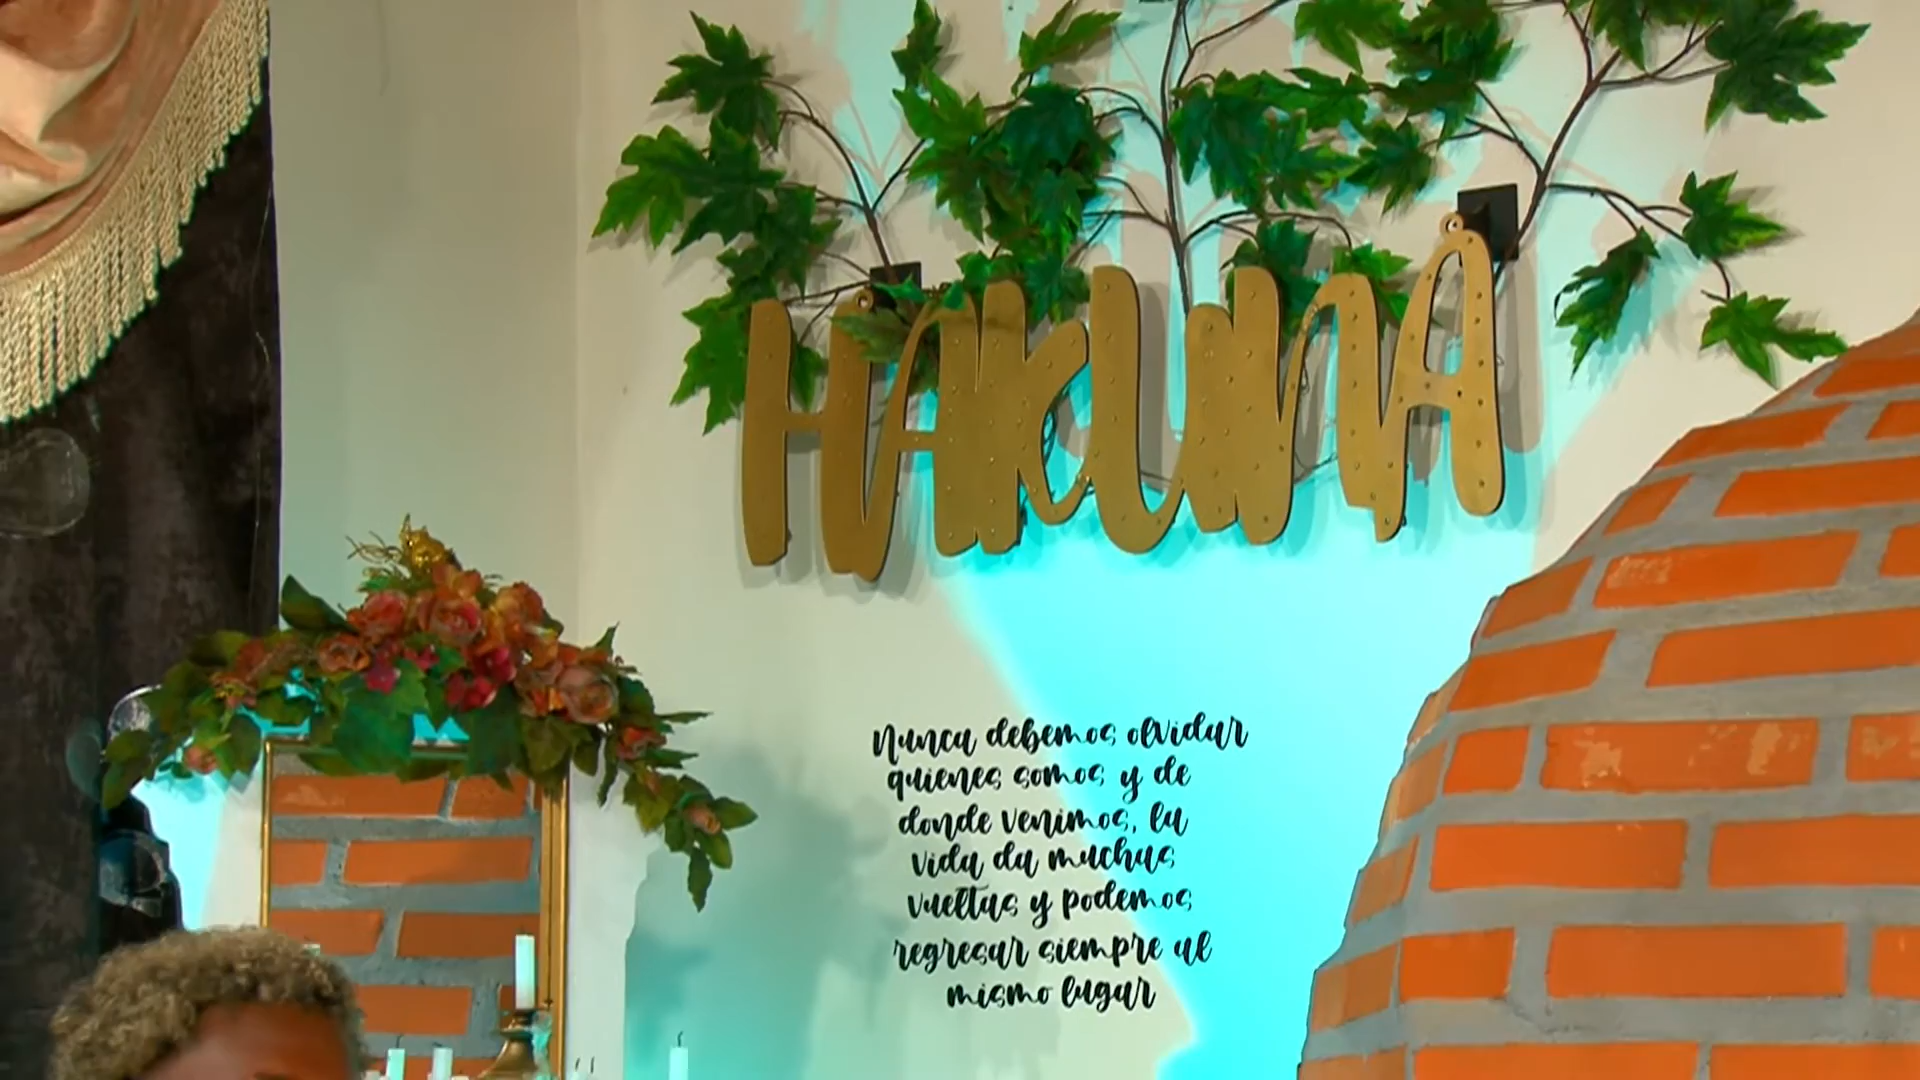 HAKUNA
Nunca debemos olvidar
quienes somos y de
donde venimos, la
vida da muchas
vueltas y podemos
regresar siempre al
mismo lugar